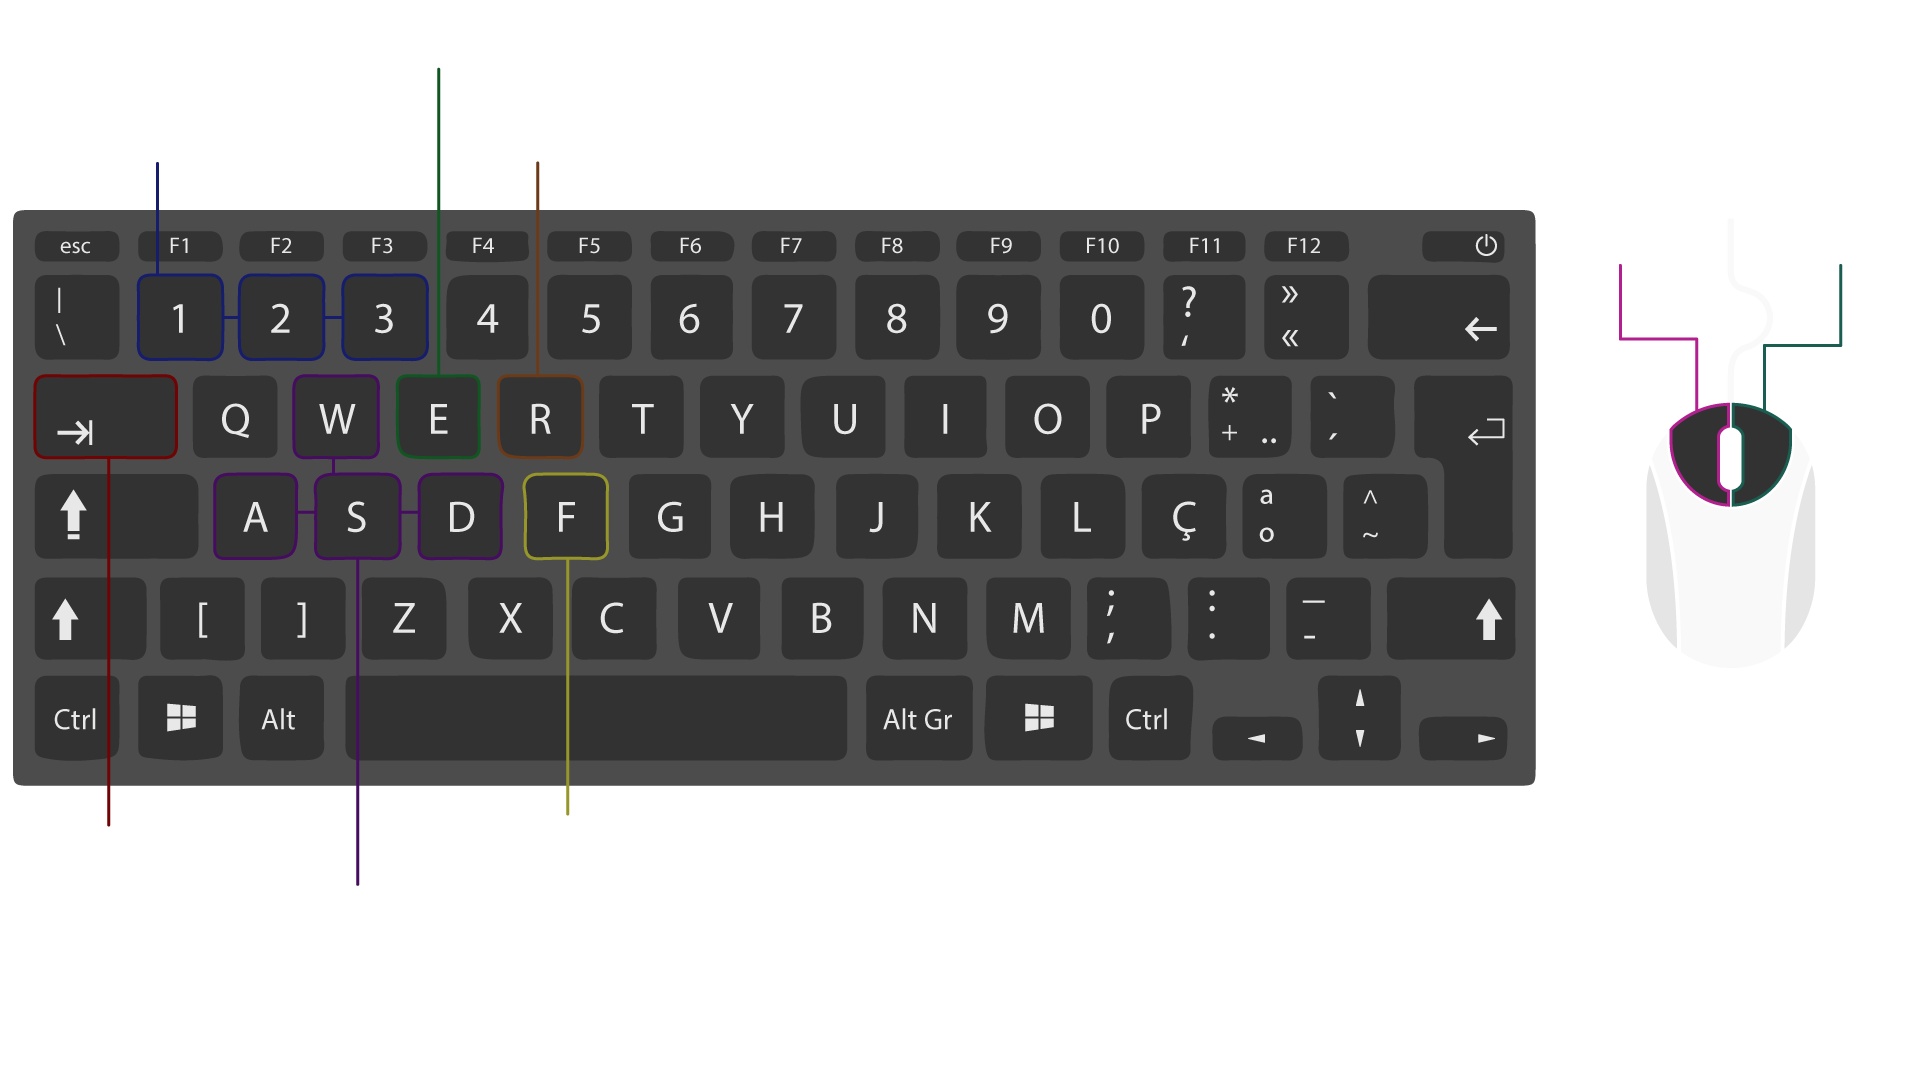 esc F1 F2 F3 F4 F5 F6 F7 F8 F9 F10 F11 F12
| \ 1 2 3 4 5 6 7 8 9 0 ? ‘ » «
Q W E R T Y U I O P * + ¨ ` ´
A S D F G H J K L Ç a o ^ ~
[ ] Z X C V B N M ; , : . _ -
Ctrl Alt Alt Gr Ctrl